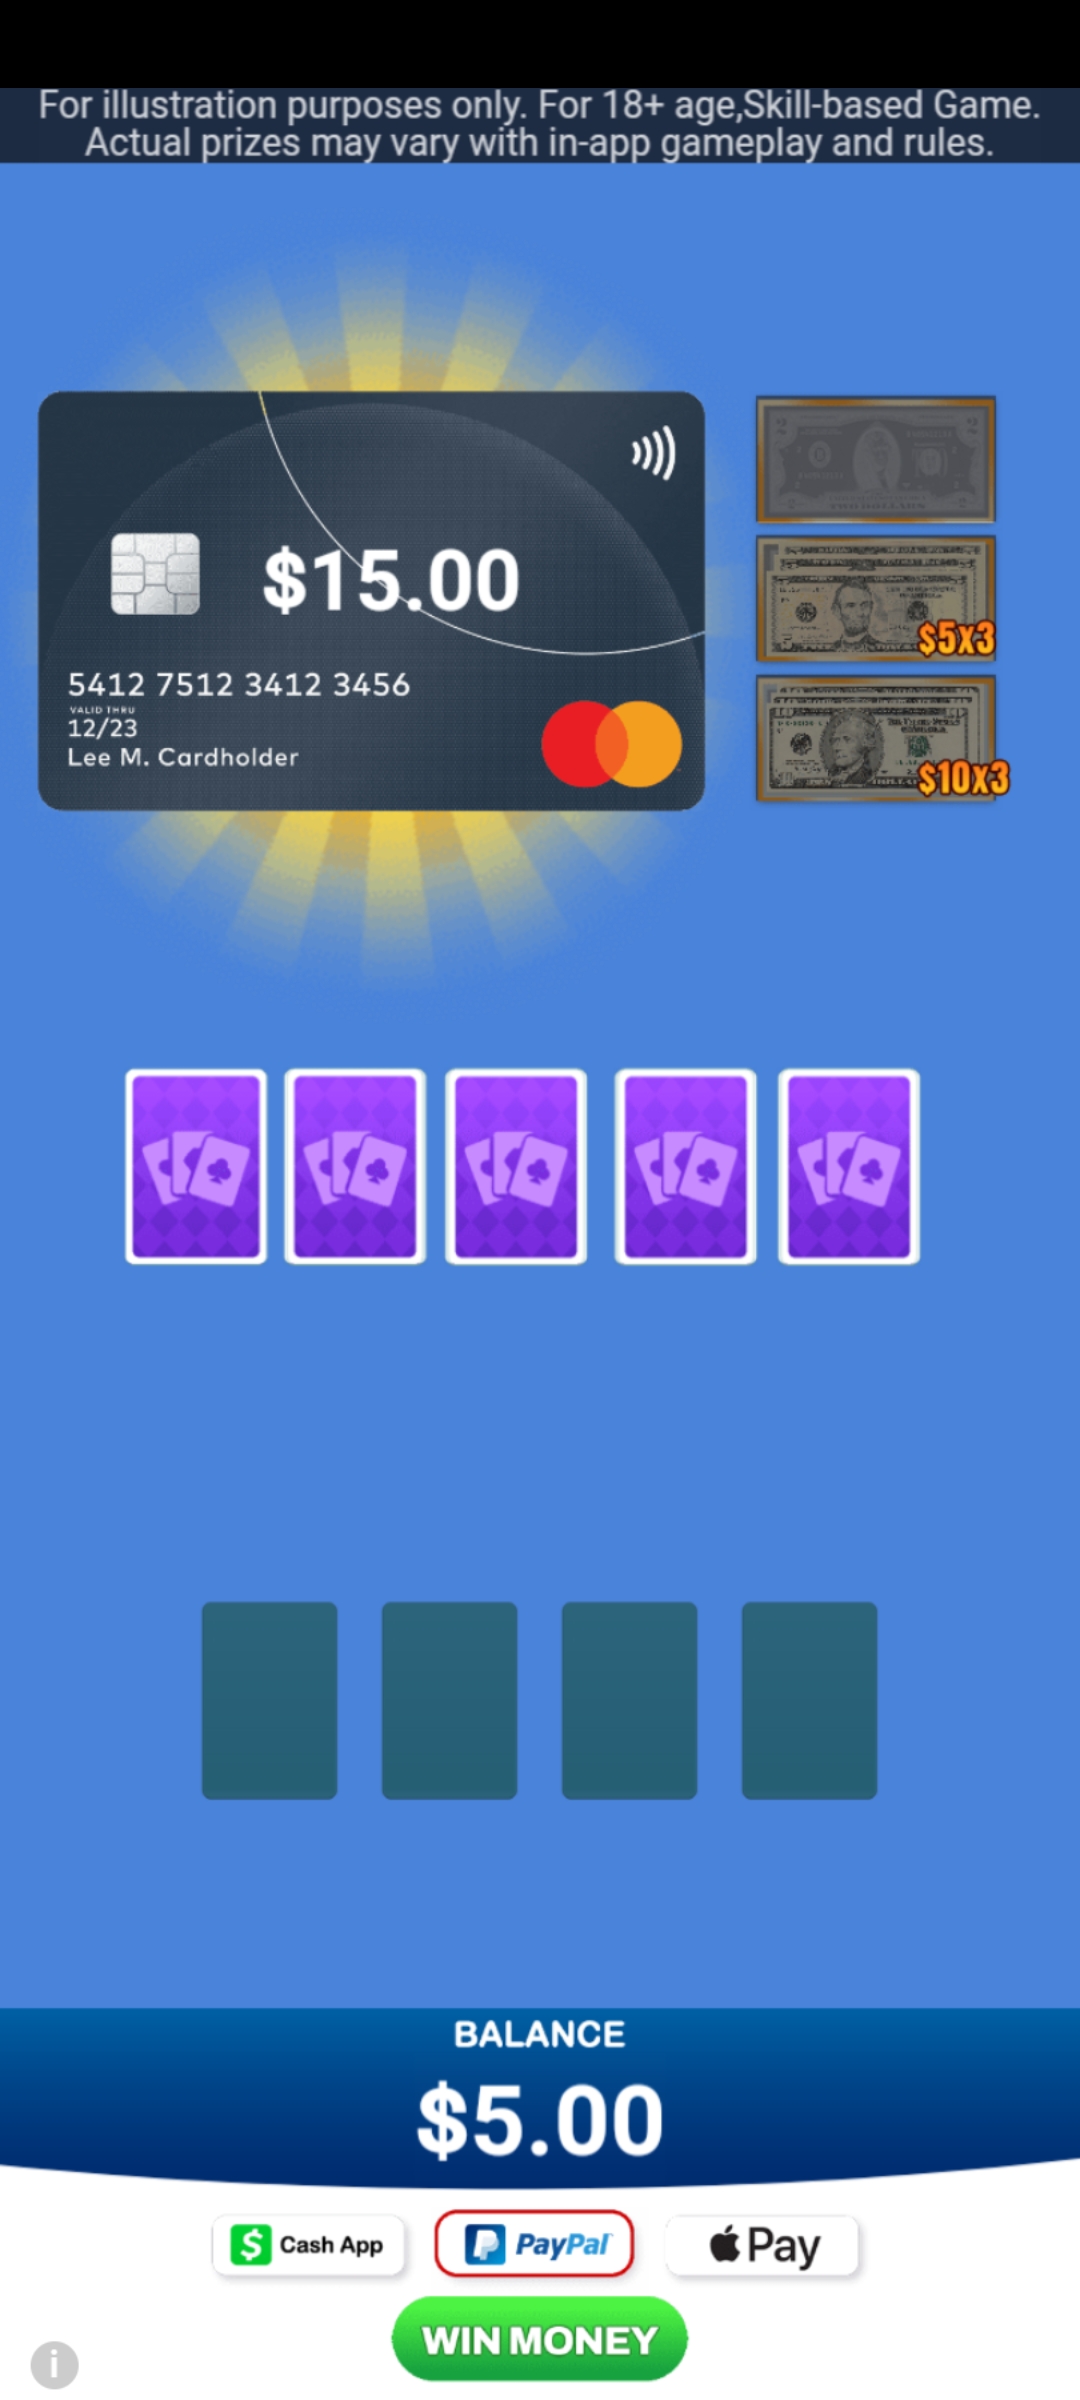 For illustration purposes only. For 18+ age,Skill-based Game.
Actual prizes may vary with in-app gameplay and rules.
$15.00
5412 7512 3412 3456
VALID THRU
12/23
Lee M. Cardholder
$5x3
$10x3
BALANCE
$5.00
Cash App
PayPal
Pay
WIN MONEY
i